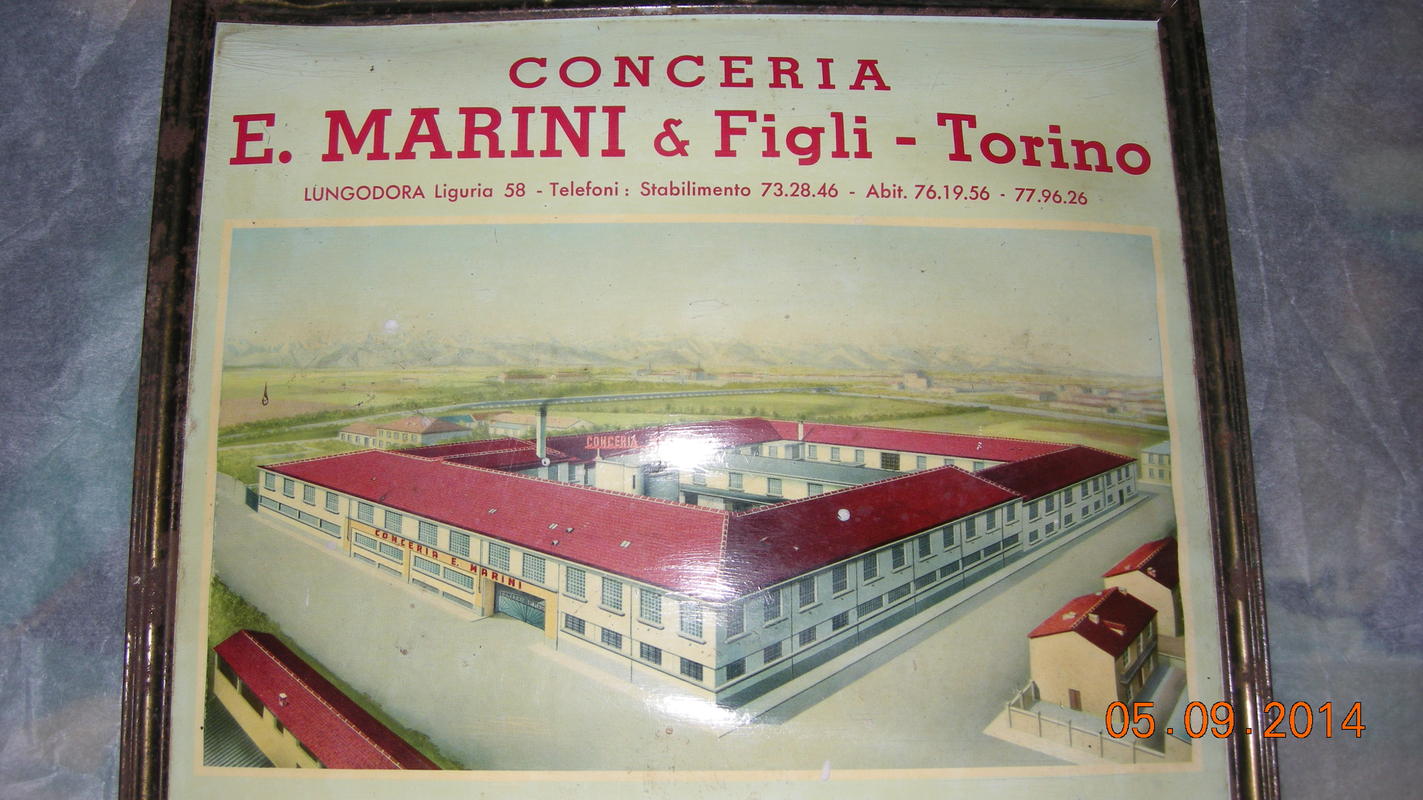 CONCERIA
E. MARINI & Figli - Torino
LUNGODORA Liguria 58 - Telefoni : Stabilimento 73.28.46 - Abit. 76.19.56 - 77.96.26
CONCERIA
CONCERIA E. MARINI
05.09.2014